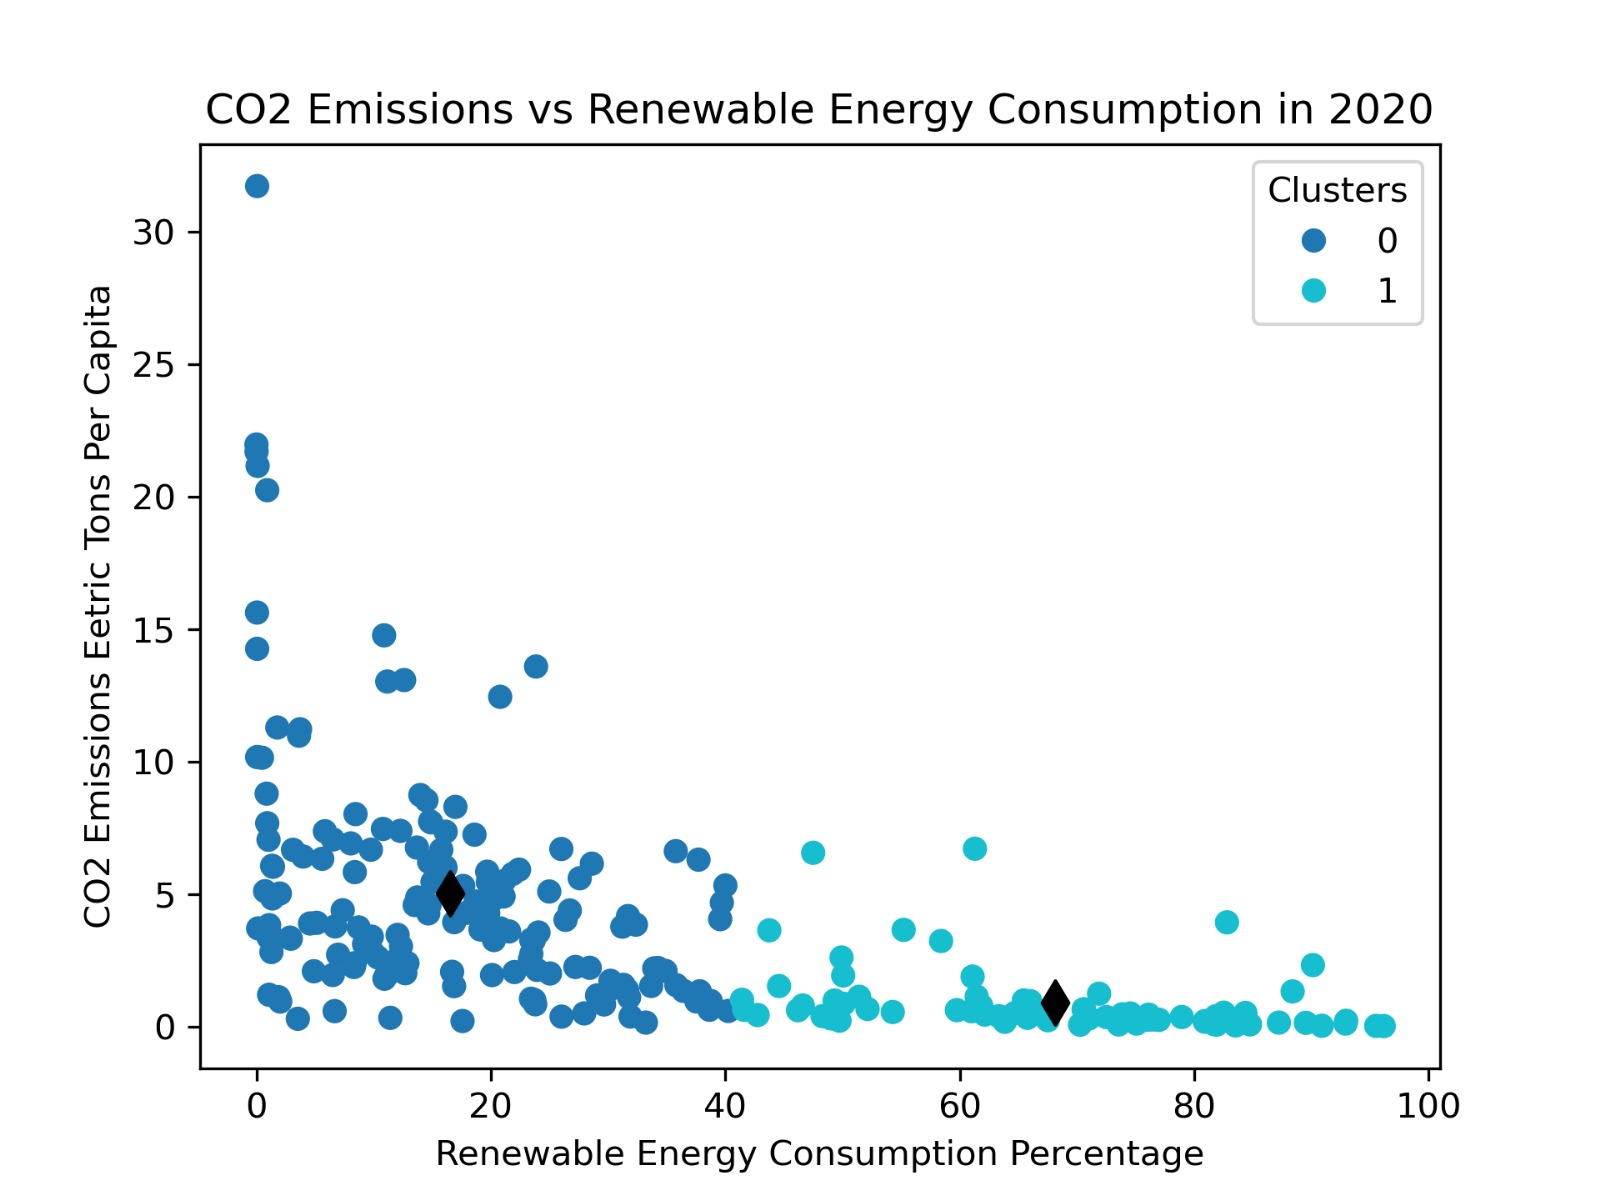 CO2 Emissions vs Renewable Energy Consumption in 2020
Clusters
0
1
30
25
20
15
10
5
0
CO2 Emissions Eetric Tons Per Capita
0 20 40 60 80 100
Renewable Energy Consumption Percentage